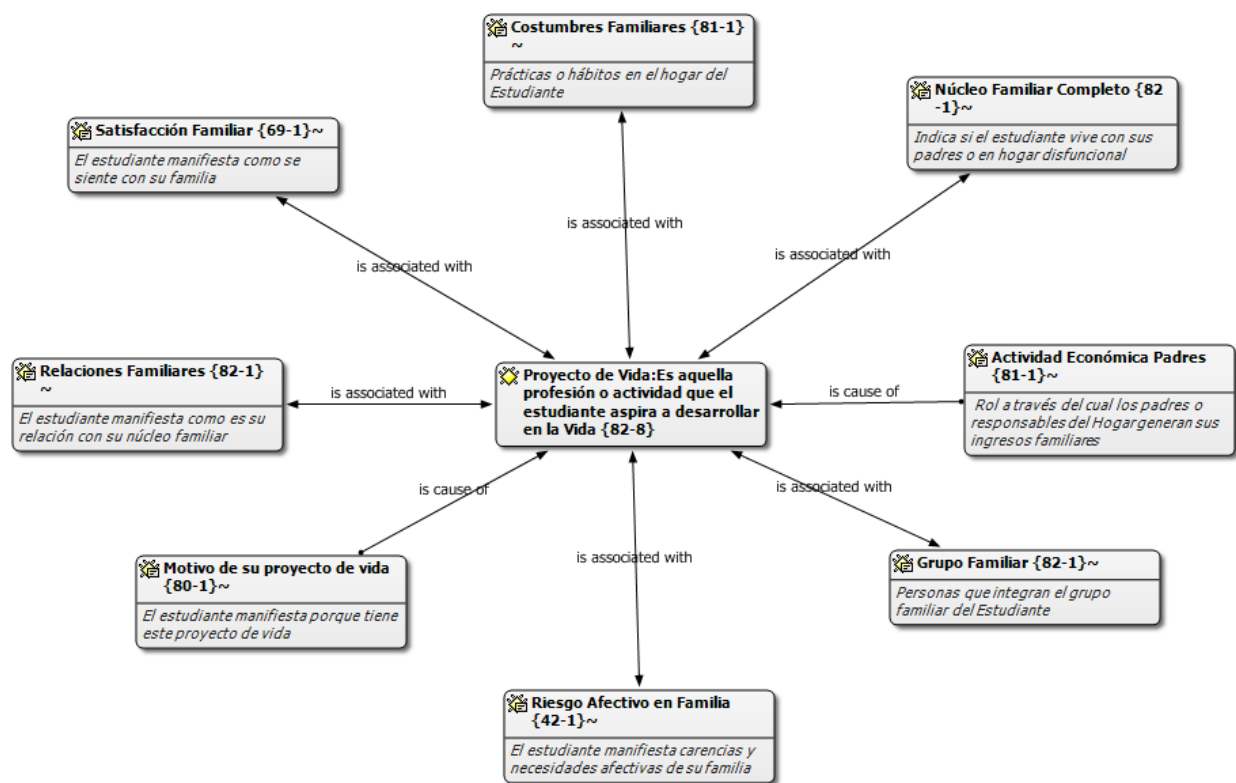 Costumbres Familiares {81-1}
~
Prácticas o hábitos en el hogar del
Estudiante
Núcleo Familiar Completo {82
-1}~
Indica si el estudiante vive con sus
padres o en hogar disfuncional
Satisfacción Familiar {69-1}~
El estudiante manifiesta como se
siente con su familia
is associated with
is associated with
is associated with
Relaciones Familiares {82-1}
~
El estudiante manifiesta como es su
relación con su núcleo familiar
is associated with
Proyecto de Vida:Es aquella
profesión o actividad que el
estudiante aspira a desarrollar
en la Vida {82-8}
is cause of
Actividad Económica Padres
{81-1}~
Rol a través del cual los padres o
responsables del Hogar generan sus
ingresos familiares
is cause of
is associated with
is associated with
Motivo de su proyecto de vida
{80-1}~
El estudiante manifiesta porque tiene
este proyecto de vida
Grupo Familiar {82-1}~
Personas que integran el grupo
familiar del Estudiante
Riesgo Afectivo en Familia
{42-1}~
El estudiante manifiesta carencias y
necesidades afectivas de su familia